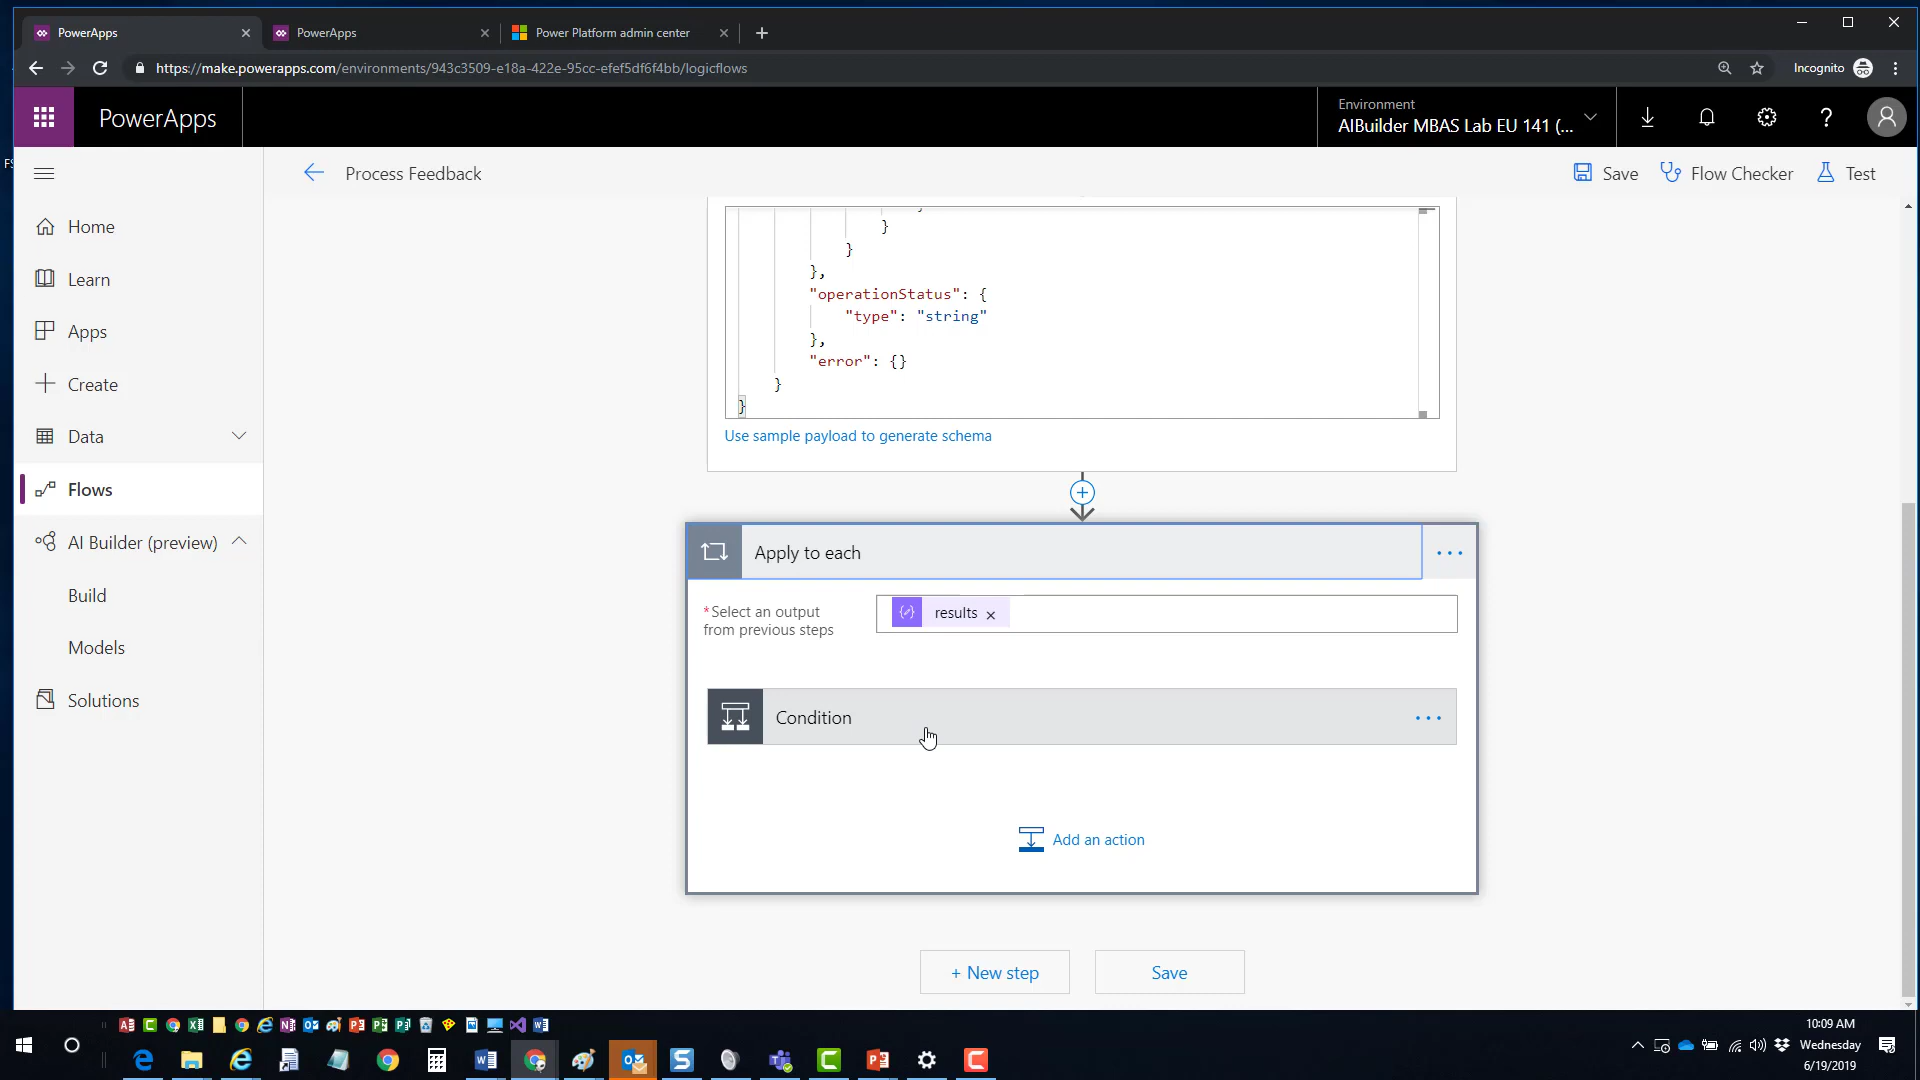 PowerApps
PowerApps
Power Platform admin center
https://make.powerapps.com/environments/943c3509-e18a-422e-95cc-efef5df6f4bb/logicflows
Incognito
PowerApps
Environment
AIBuilder MBAS Lab EU 141 (...
Process Feedback
Save
Flow Checker
Test
Home
Learn
Apps
Create
Data
Flows
AI Builder (preview)
Build
Models
Solutions
}
}
},
"operationStatus": {
"type": "string"
},
"error": {}
}
}
Use sample payload to generate schema
Apply to each
*Select an output
from previous steps
results
Condition
Add an action
+ New step
Save
10:09 AM
Wednesday
6/19/2019